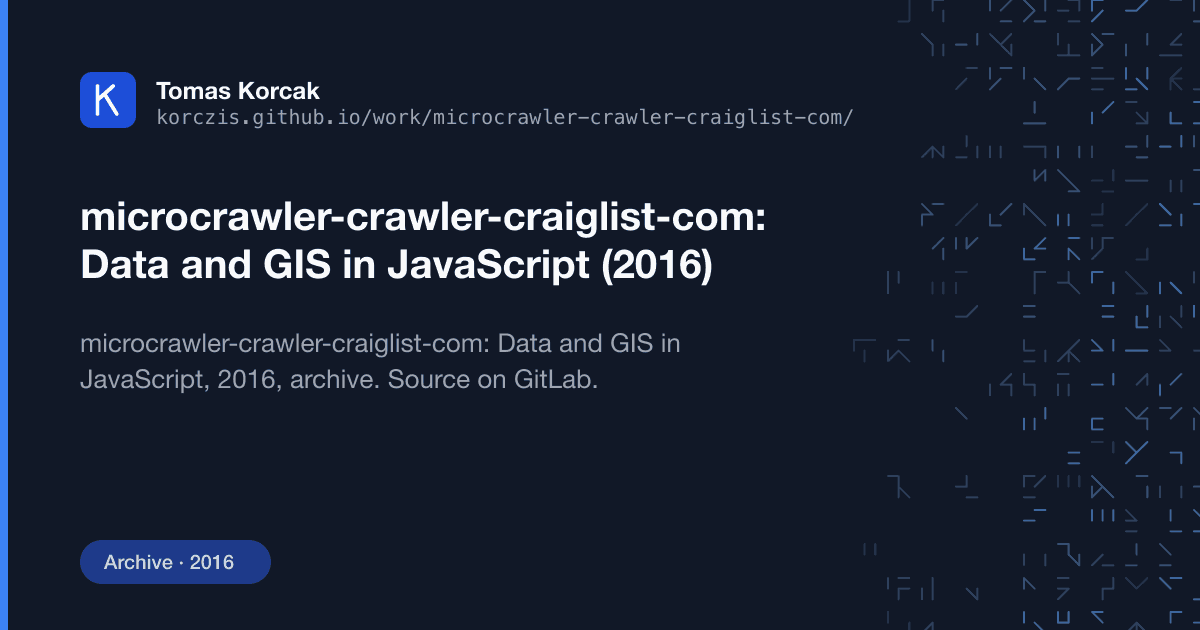 K
Tomas Korcak
korczis.github.io/work/microcrawler-crawler-craiglist-com/
microcrawler-crawler-craiglist-com:
Data and GIS in JavaScript (2016)
microcrawler-crawler-craiglist-com: Data and GIS in
JavaScript, 2016, archive. Source on GitLab.
Archive · 2016